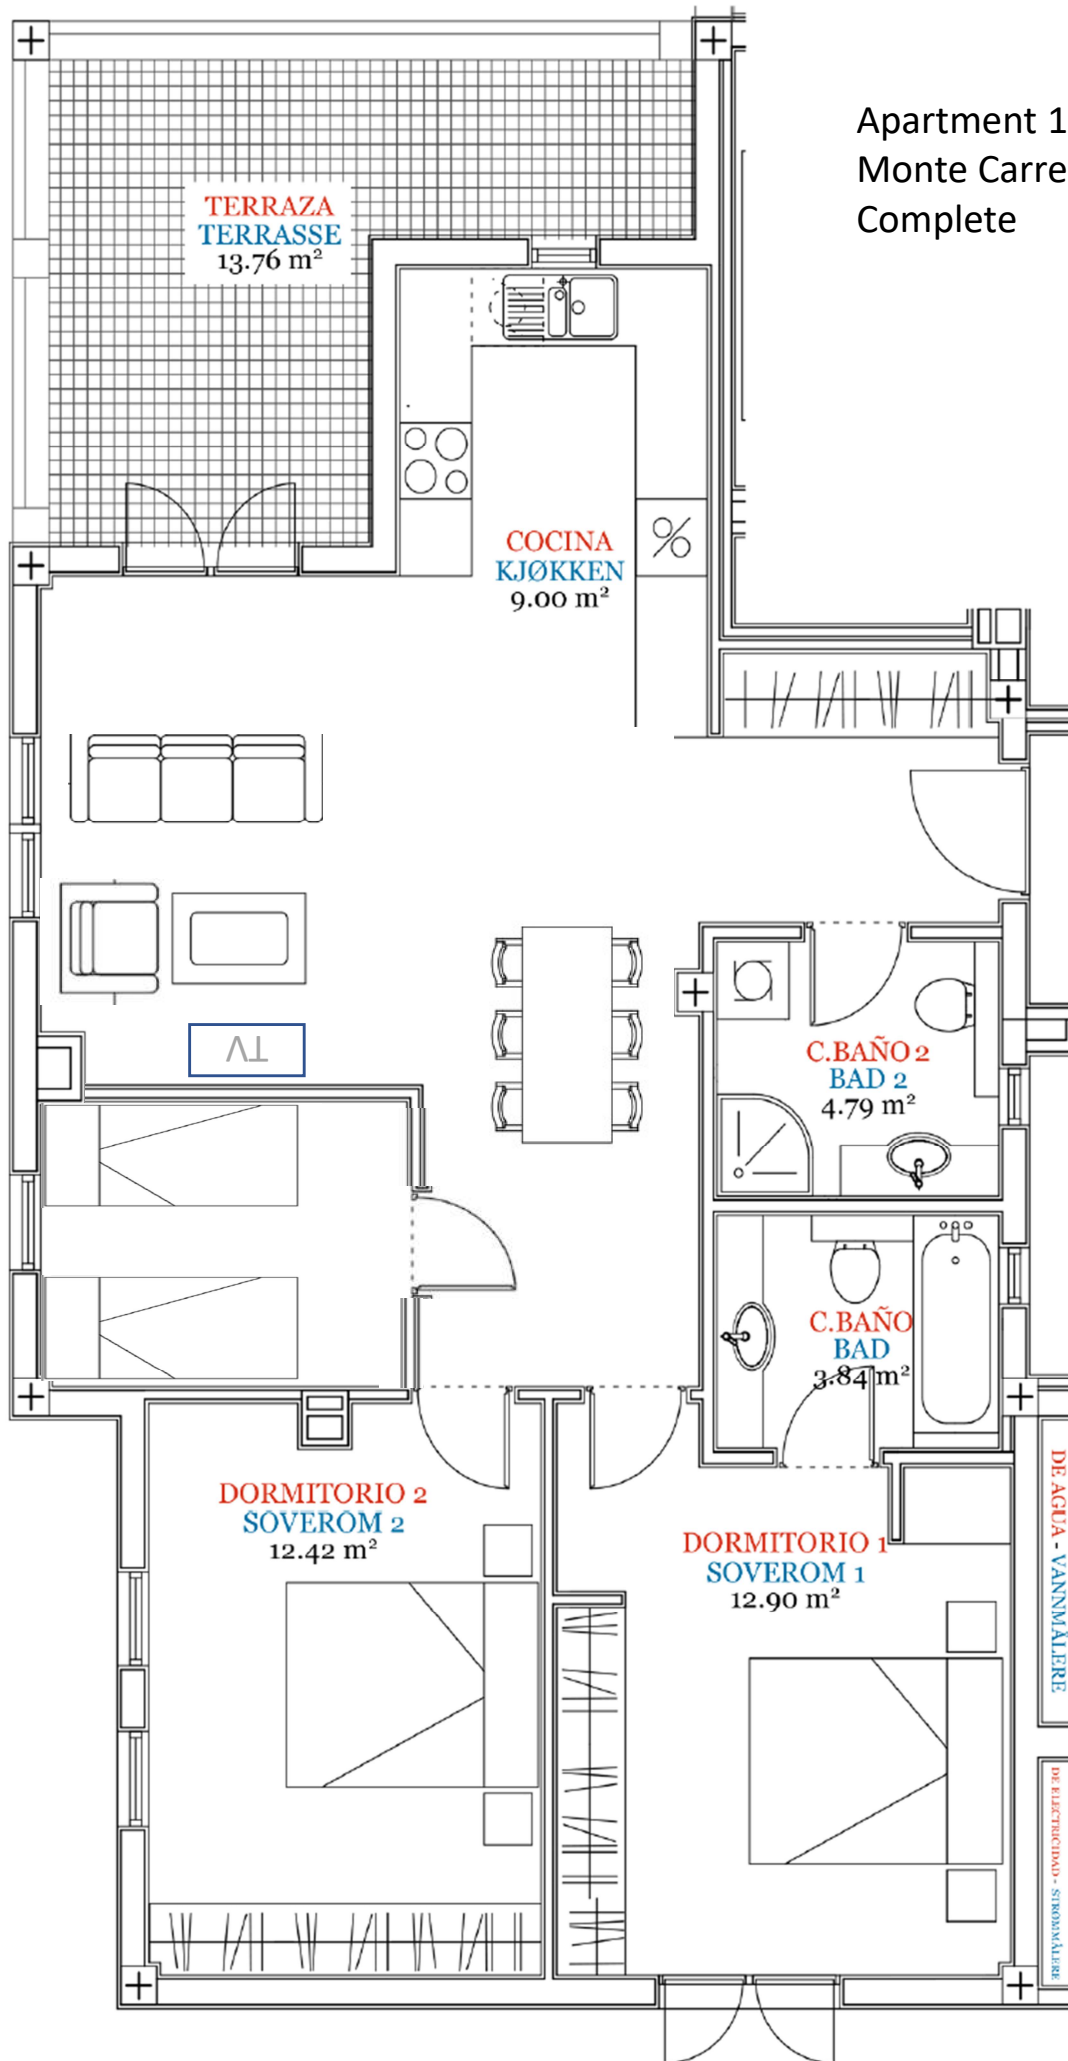 Apartment 1
Monte Carre
Complete
TERRAZA
TERRASSE
13.76 m²
COCINA
KJØKKEN
9.00 m²
TV
C.BAÑO 2
BAD 2
4.79 m²
C.BAÑO
BAD
3.84 m²
DORMITORIO 2
SOVEROM 2
12.42 m²
DORMITORIO 1
SOVEROM 1
12.90 m²
DE AGUA - VANNMÅLERE
DE ELECTRICIDAD - STRØMMÅLERE